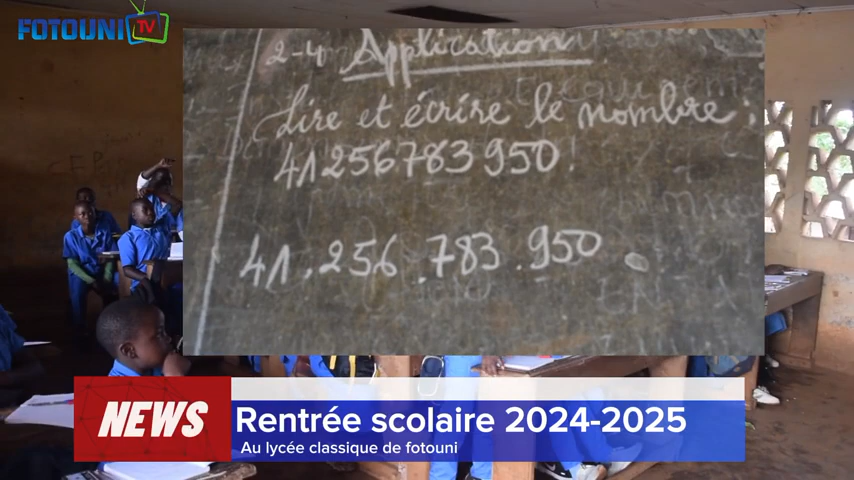 FOTOUNI TV
2-4 Application
Lire et écrire le nombre :
41256783950!
41.256.783.950.
NEWS
Rentrée scolaire 2024-2025
Au lycée classique de fotouni